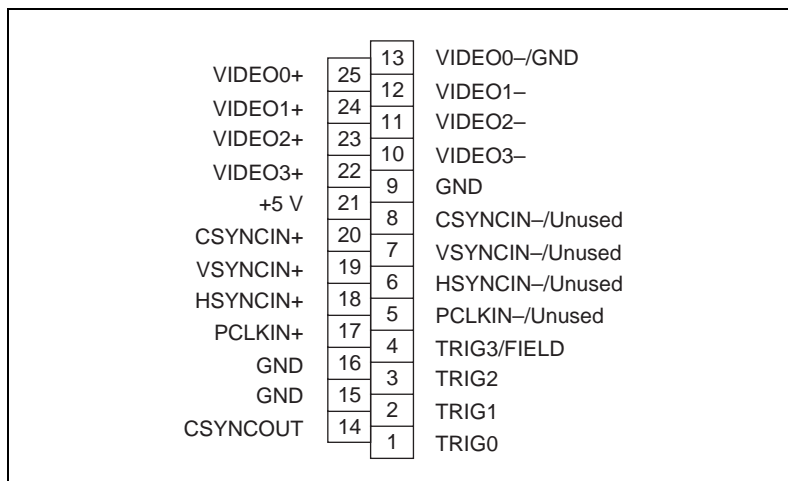 13 VIDEO0–/GND
VIDEO0+ 25
12 VIDEO1–
VIDEO1+ 24
11 VIDEO2–
VIDEO2+ 23
10 VIDEO3–
VIDEO3+ 22
9 GND
+5 V 21
8 CSYNCIN–/Unused
CSYNCIN+ 20
7 VSYNCIN–/Unused
VSYNCIN+ 19
6 HSYNCIN–/Unused
HSYNCIN+ 18
5 PCLKIN–/Unused
PCLKIN+ 17
4 TRIG3/FIELD
GND 16
3 TRIG2
GND 15
2 TRIG1
CSYNCOUT 14
1 TRIG0